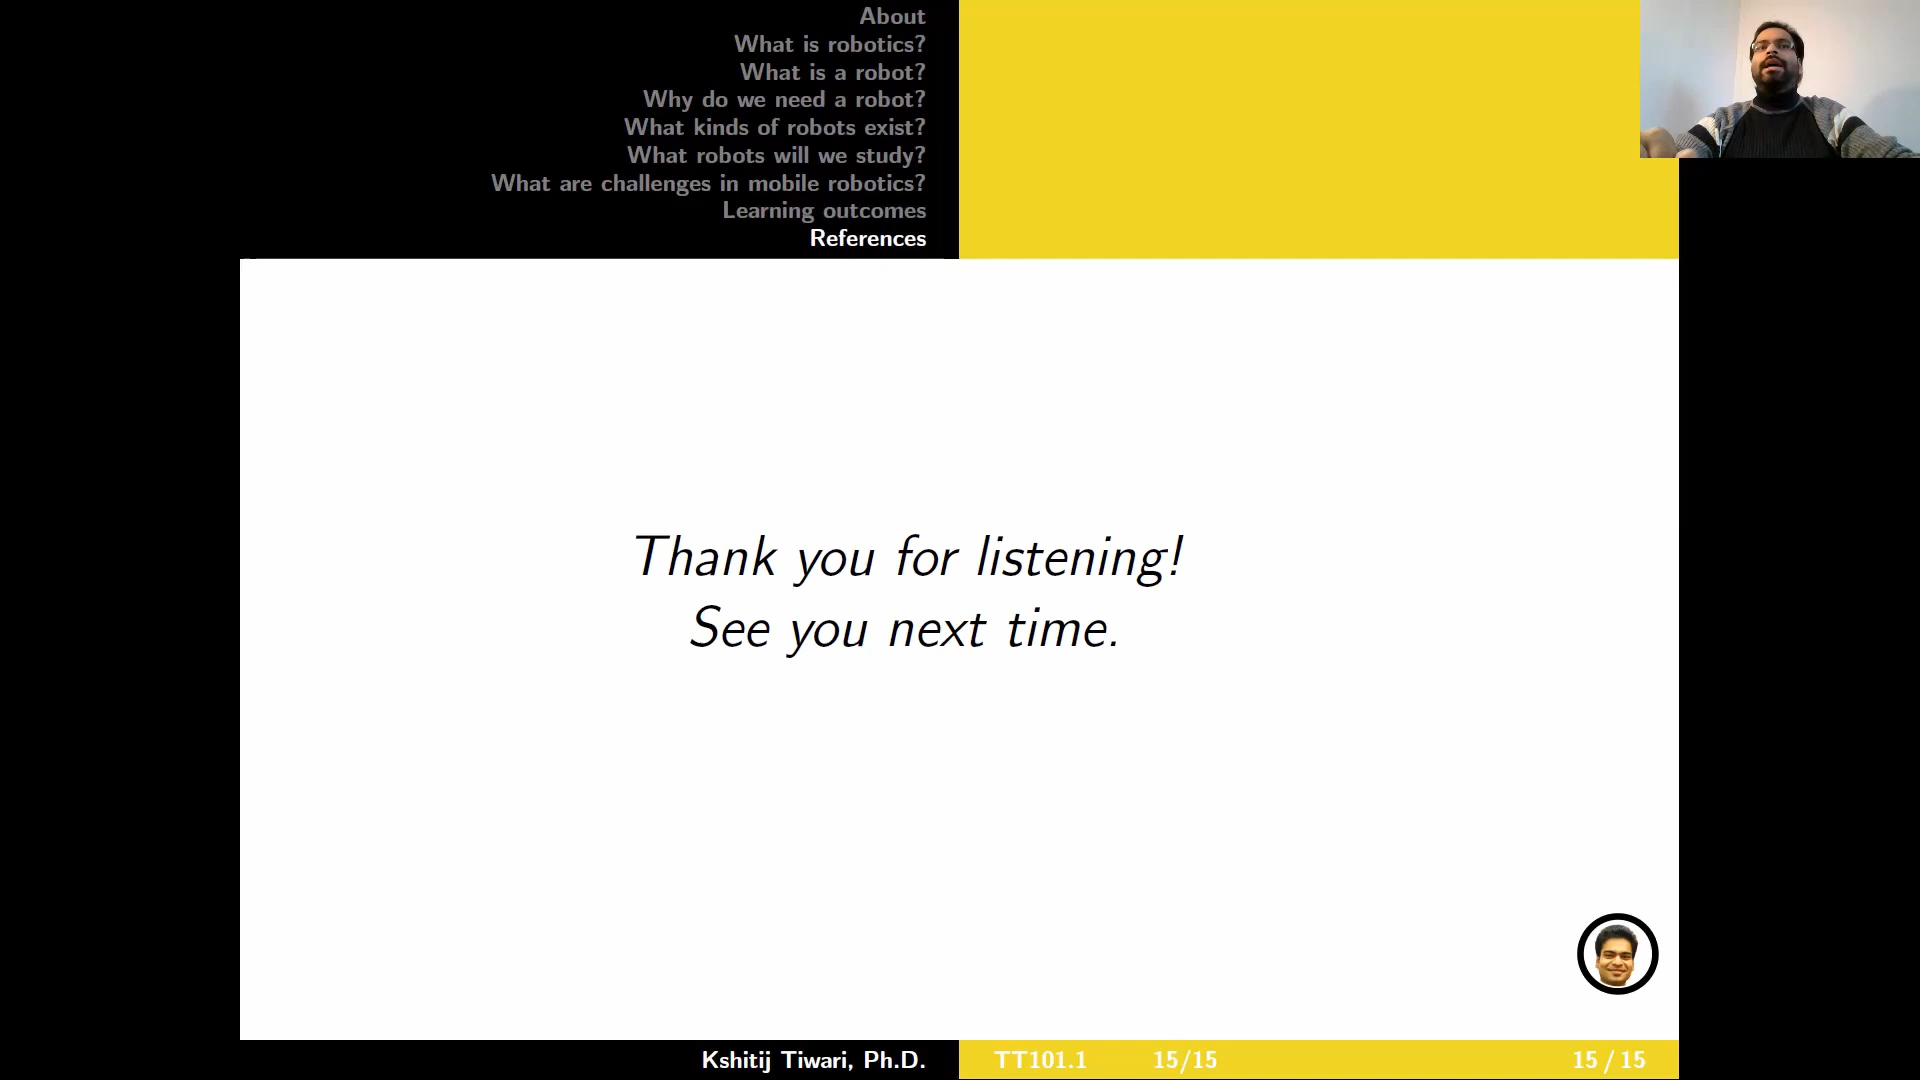 About
What is robotics?
What is a robot?
Why do we need a robot?
What kinds of robots exist?
What robots will we study?
What are challenges in mobile robotics?
Learning outcomes
References
Thank you for listening!
See you next time.
Kshitij Tiwari, Ph.D. TT101.1 15/15 15 / 15